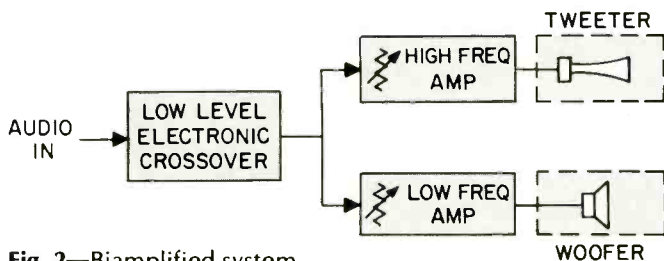 TWEETER
HIGH FREQ
AMP
AUDIO
IN
LOW LEVEL
ELECTRONIC
CROSSOVER
LOW FREQ
AMP
WOOFER
Fig. 2—Biamplified system